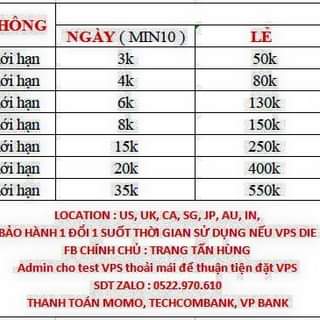 HÔNG
NGÀY ( MIN10 ) LẺ
ới hạn 3k 50k
ới hạn 4k 80k
ới hạn 6k 130k
ới hạn 8k 150k
ới hạn 15k 250k
ới hạn 20k 400k
ới hạn 35k 550k
LOCATION : US, UK, CA, SG, JP, AU, IN,
BẢO HÀNH 1 ĐỔI 1 SUỐT THỜI GIAN SỬ DỤNG NẾU VPS DIE
FB CHÍNH CHỦ : TRANG TẤN HÙNG
Admin cho test VPS thoải mái để thuận tiện đặt VPS
SDT ZALO : 0522.970.610
THANH TOÁN MOMO, TECHCOMBANK, VP BANK